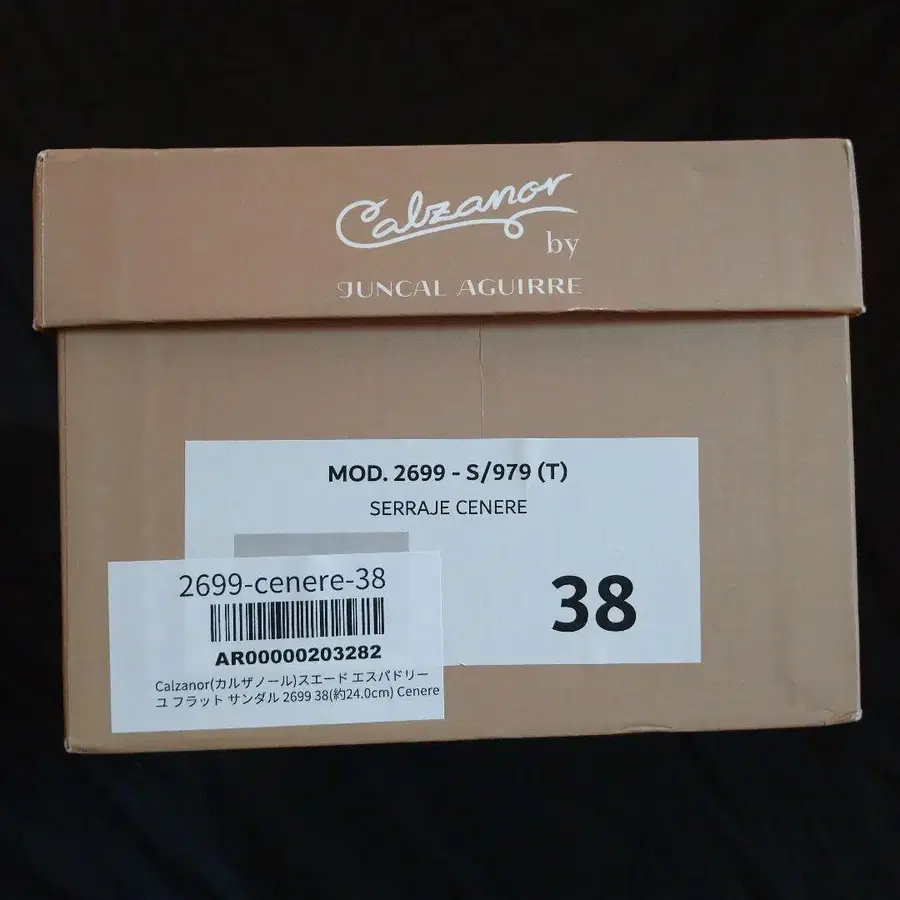 Calzanor
by
JUNCAL AGUIRRE
MOD. 2699 - S/979 (T)
SERRAJE CENERE
38
2699-cenere-38
AR00000203282
Calzanor(カルザノール)スエード エスパドリー
ユ フラット サンダル 2699 38(約24.0cm) Cenere